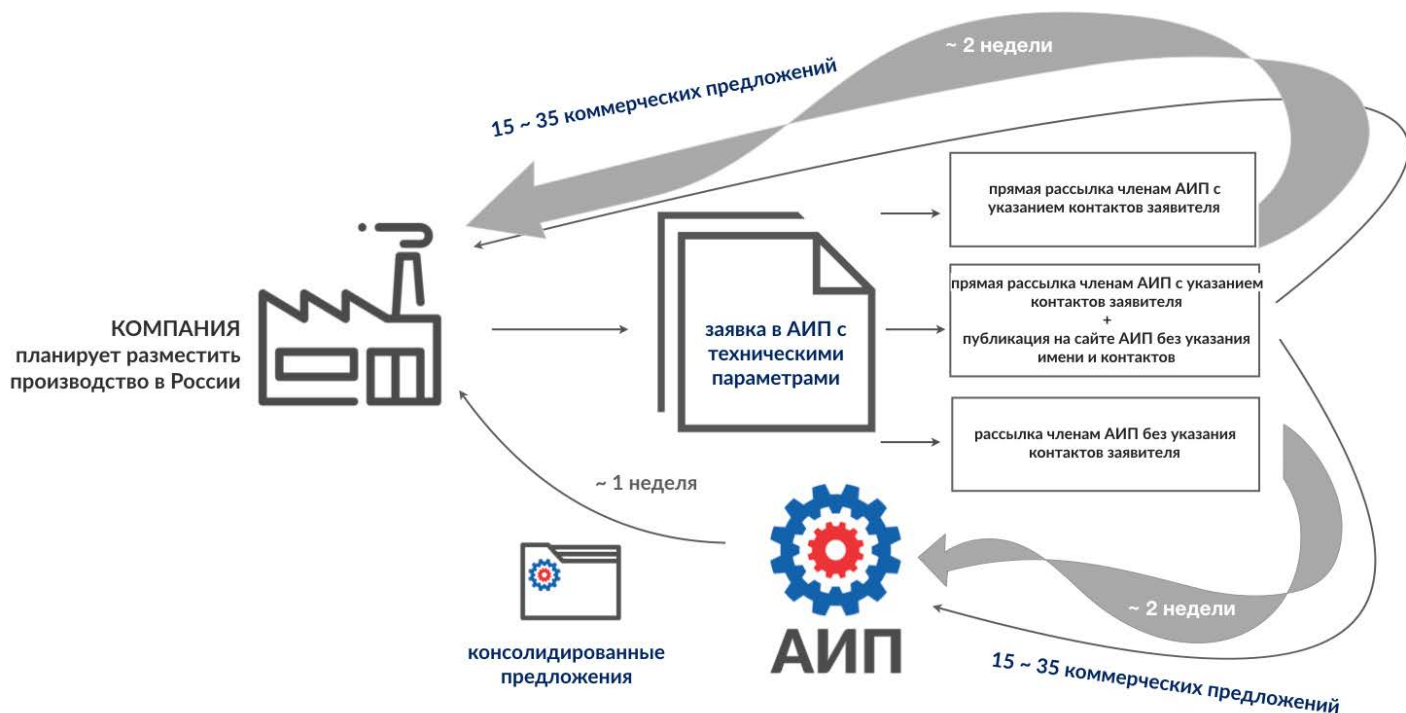 ~ 2 недели
15 ~ 35 коммерческих предложений
прямая рассылка членам АИП с
указанием контактов заявителя
КОМПАНИЯ
планирует разместить
производство в России
заявка в АИП с
техническими
параметрами
прямая рассылка членам АИП с указанием
контактов заявителя
+
публикация на сайте АИП без указания
имени и контактов
рассылка членам АИП без указания
контактов заявителя
~ 1 неделя
консолидированные
предложения
АИП
~ 2 недели
15 ~ 35 коммерческих предложений